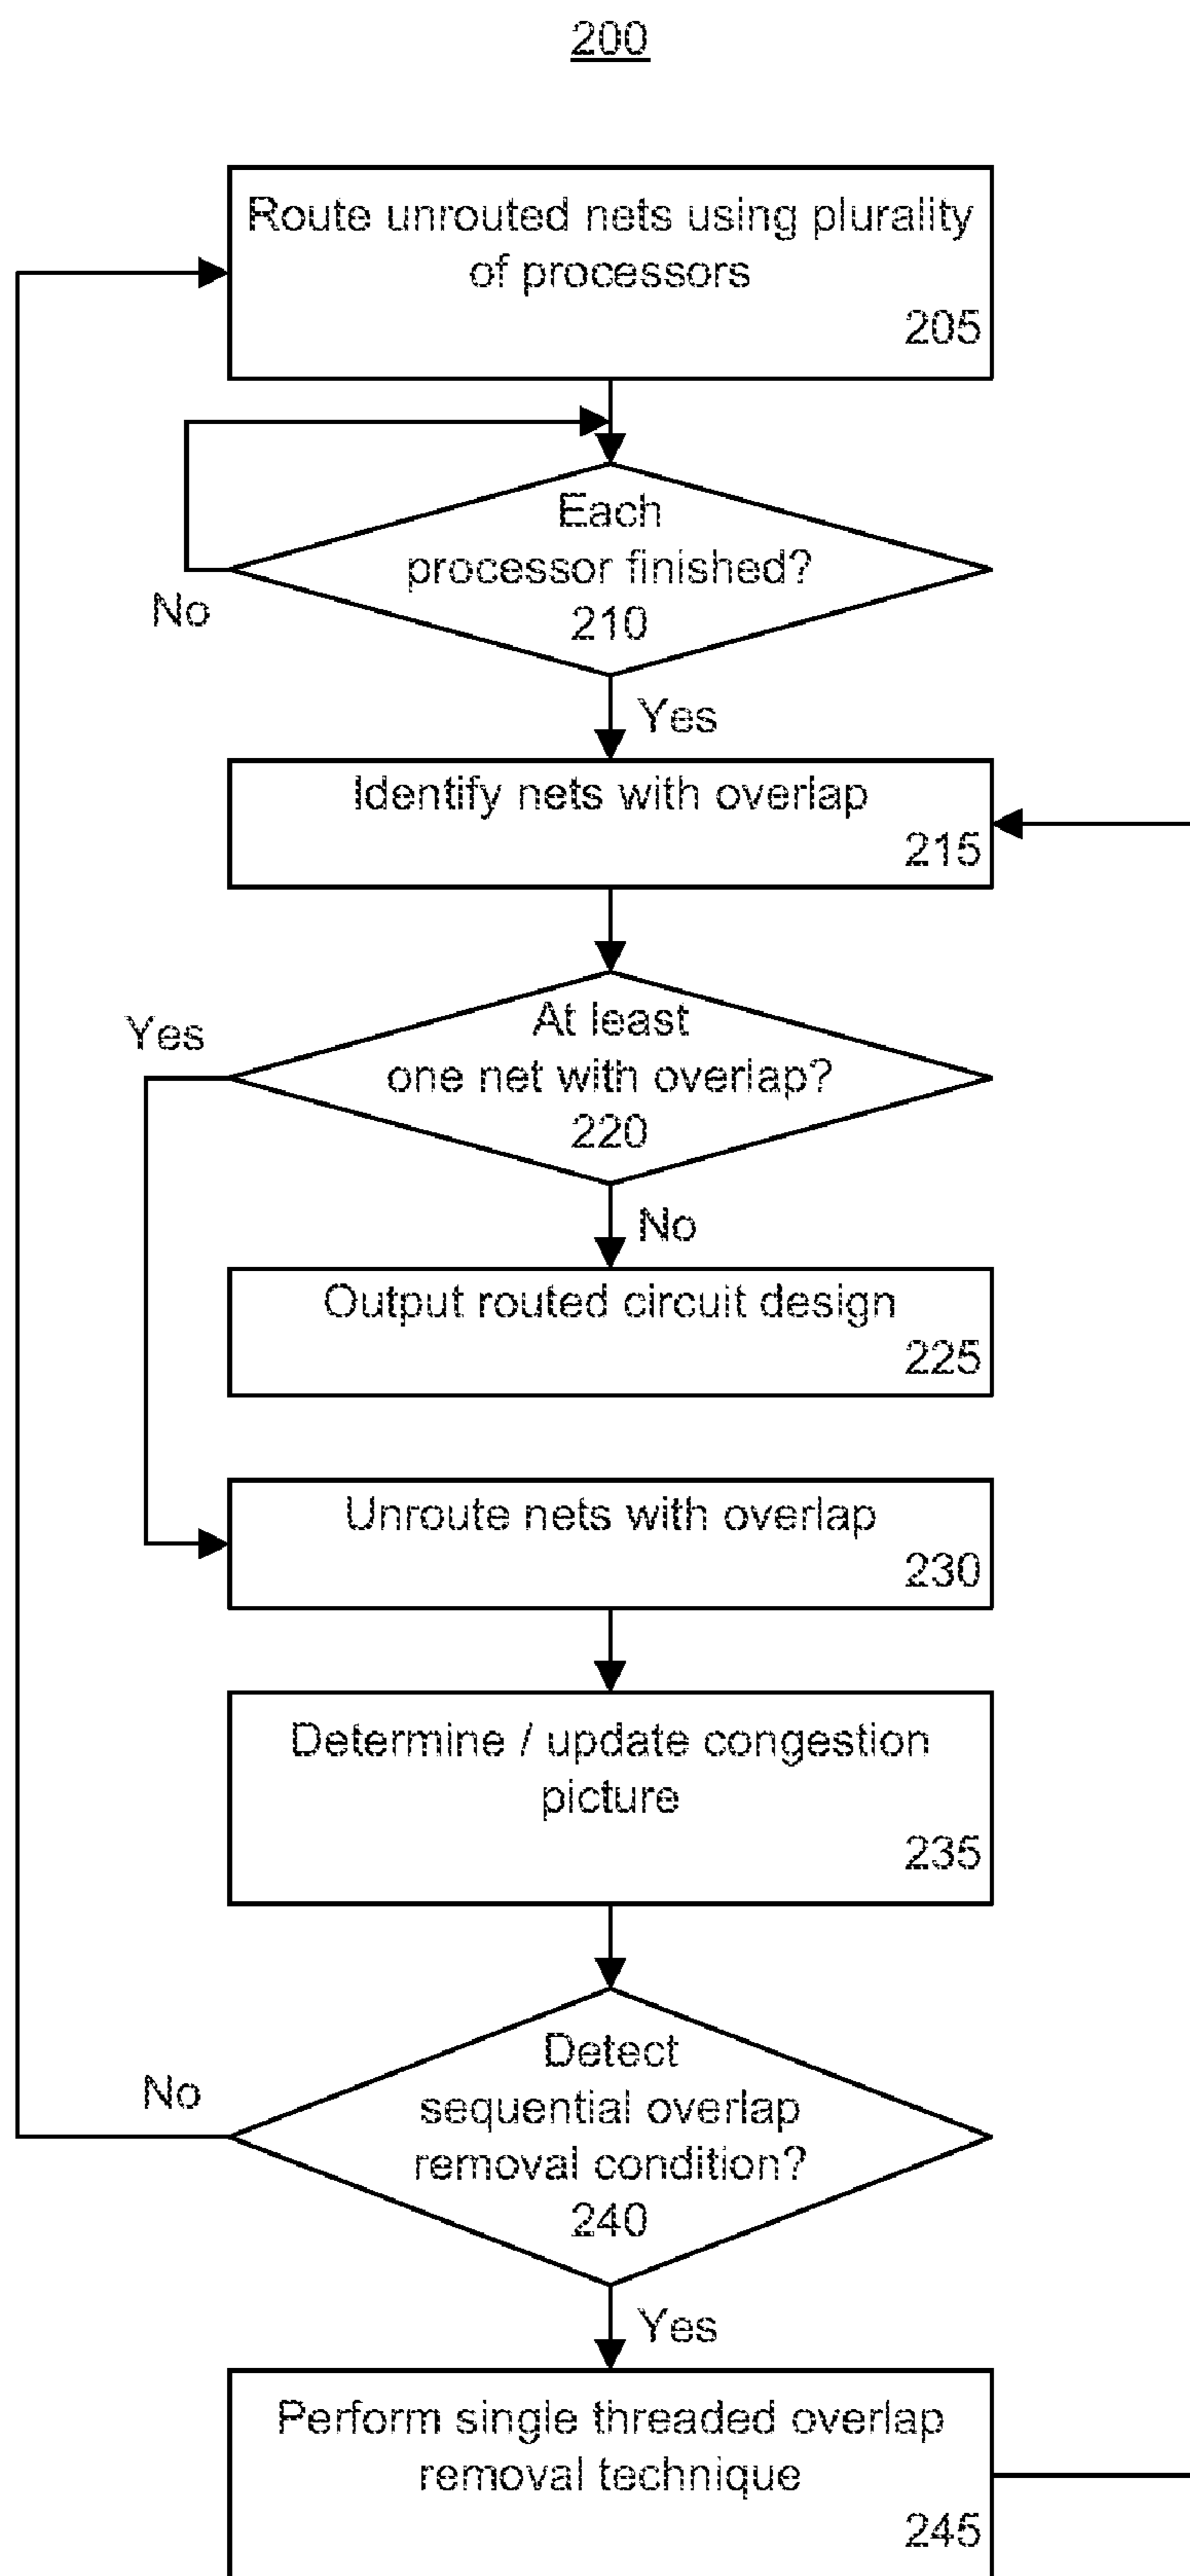 200
Route unrouted nets using plurality
of processors
205
Each
processor finished?
210
No
Yes
Identify nets with overlap
215
At least
one net with overlap?
220
Yes
No
Output routed circuit design
225
Unroute nets with overlap
230
Determine / update congestion
picture
235
Detect
sequential overlap
removal condition?
240
No
Yes
Perform single threaded overlap
removal technique
245